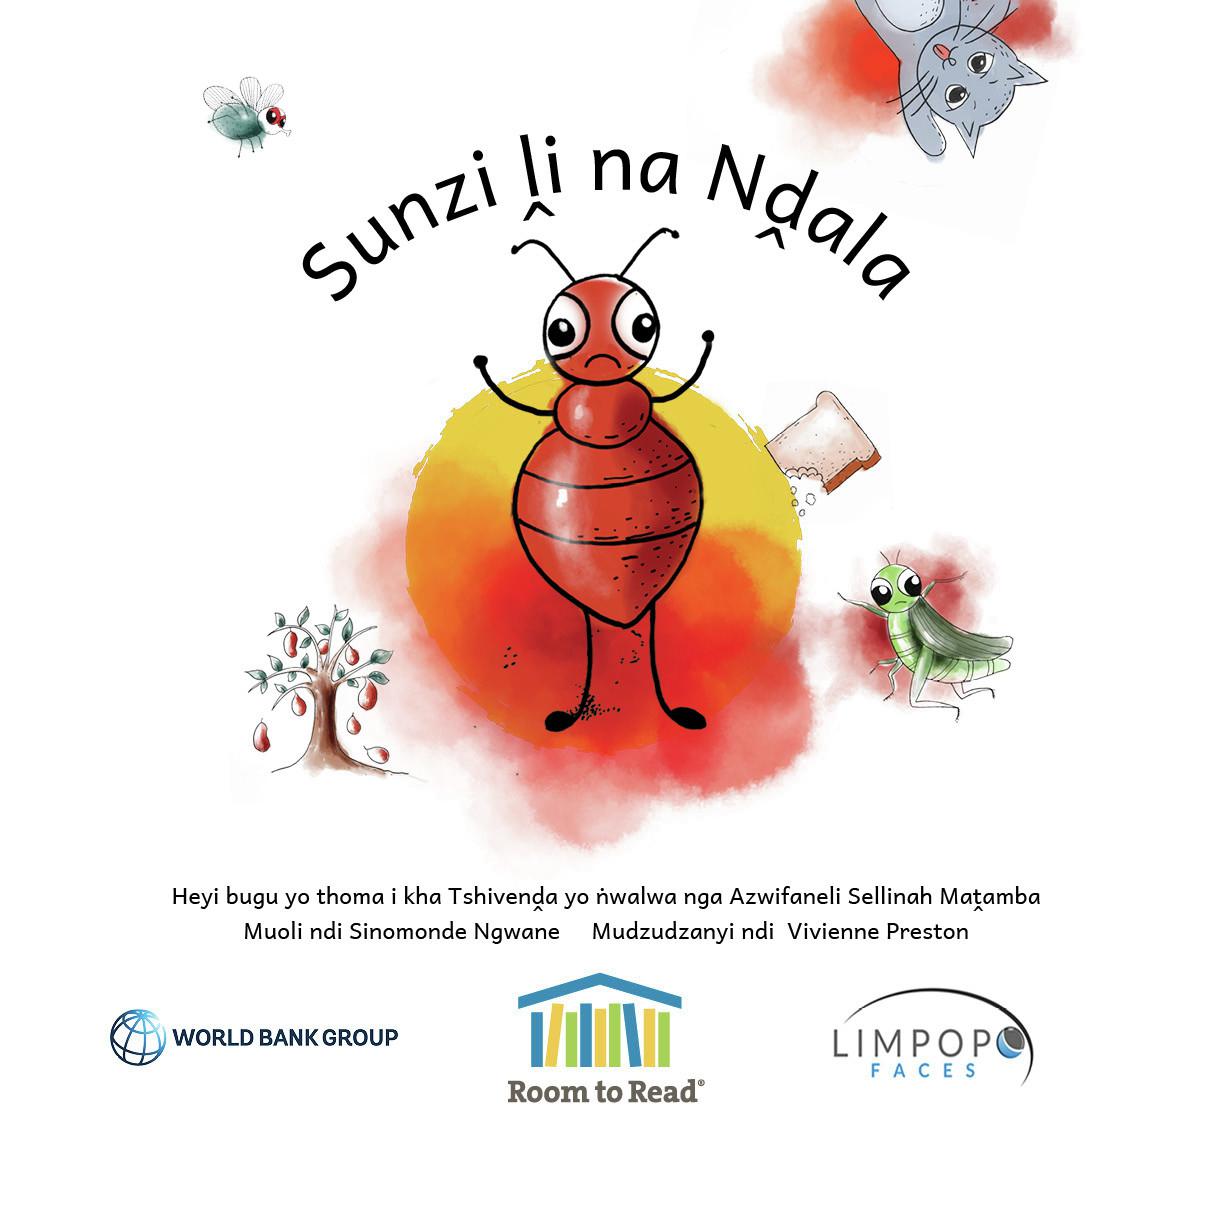 Sunzi ḽi na Nḓala
Heyi bugu yo thoma i kha Tshivenḓa yo ṅwalwa nga Azwifaneli Sellinah Maṱamba
Muoli ndi Sinomonde Ngwane Mudzudzanyi ndi Vivienne Preston
WORLD BANK GROUP
Room to Read®
LIMPOPO
FACES